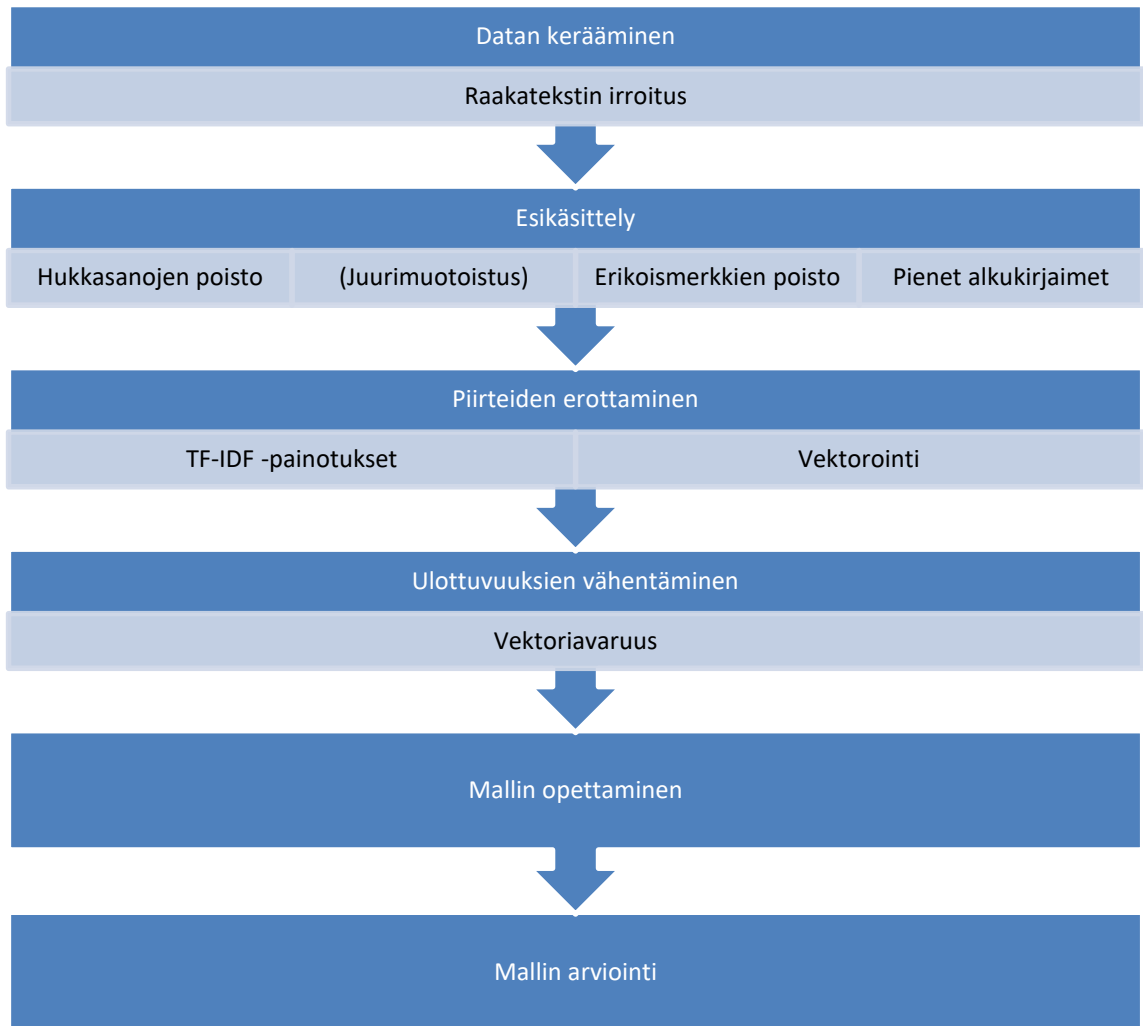 Datan kerääminen
Raakatekstin irroitus
Esikäsittely
Hukkasanojen poisto (Juurimuotoistus) Erikoismerkkien poisto Pienet alkukirjaimet
Piirteiden erottaminen
TF-IDF -painotukset Vektorointi
Ulottuvuuksien vähentäminen
Vektoriavaruus
Mallin opettaminen
Mallin arviointi